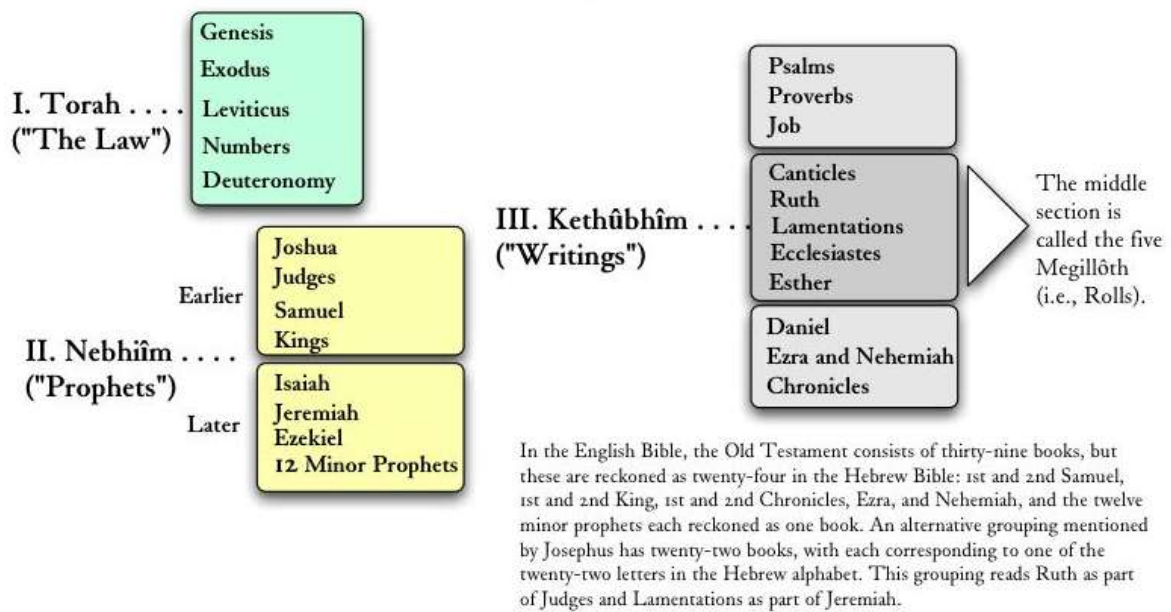 I. Torah . . . .
("The Law")
Genesis
Exodus
Leviticus
Numbers
Deuteronomy
II. Nebhiîm . . . .
("Prophets")
Earlier
Joshua
Judges
Samuel
Kings
Later
Isaiah
Jeremiah
Ezekiel
12 Minor Prophets
III. Kethûbhîm . . . .
("Writings")
Psalms
Proverbs
Job
Canticles
Ruth
Lamentations
Ecclesiastes
Esther
Daniel
Ezra and Nehemiah
Chronicles
The middle
section is
called the five
Megillôth
(i.e., Rolls).
In the English Bible, the Old Testament consists of thirty-nine books, but
these are reckoned as twenty-four in the Hebrew Bible: 1st and 2nd Samuel,
1st and 2nd King, 1st and 2nd Chronicles, Ezra, and Nehemiah, and the twelve
minor prophets each reckoned as one book. An alternative grouping mentioned
by Josephus has twenty-two books, with each corresponding to one of the
twenty-two letters in the Hebrew alphabet. This grouping reads Ruth as part
of Judges and Lamentations as part of Jeremiah.